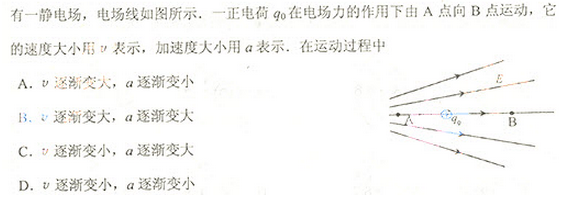 有一静电场，电场线如图所示．一正电荷 q₀ 在电场力的作用下由 A 点向 B 点运动，它
的速度大小用 v 表示，加速度大小用 a 表示．在运动过程中
A．v 逐渐变大，a 逐渐变小
B．v 逐渐变大，a 逐渐变大
C．v 逐渐变小，a 逐渐变大
D．v 逐渐变小，a 逐渐变小
E
A q₀ B